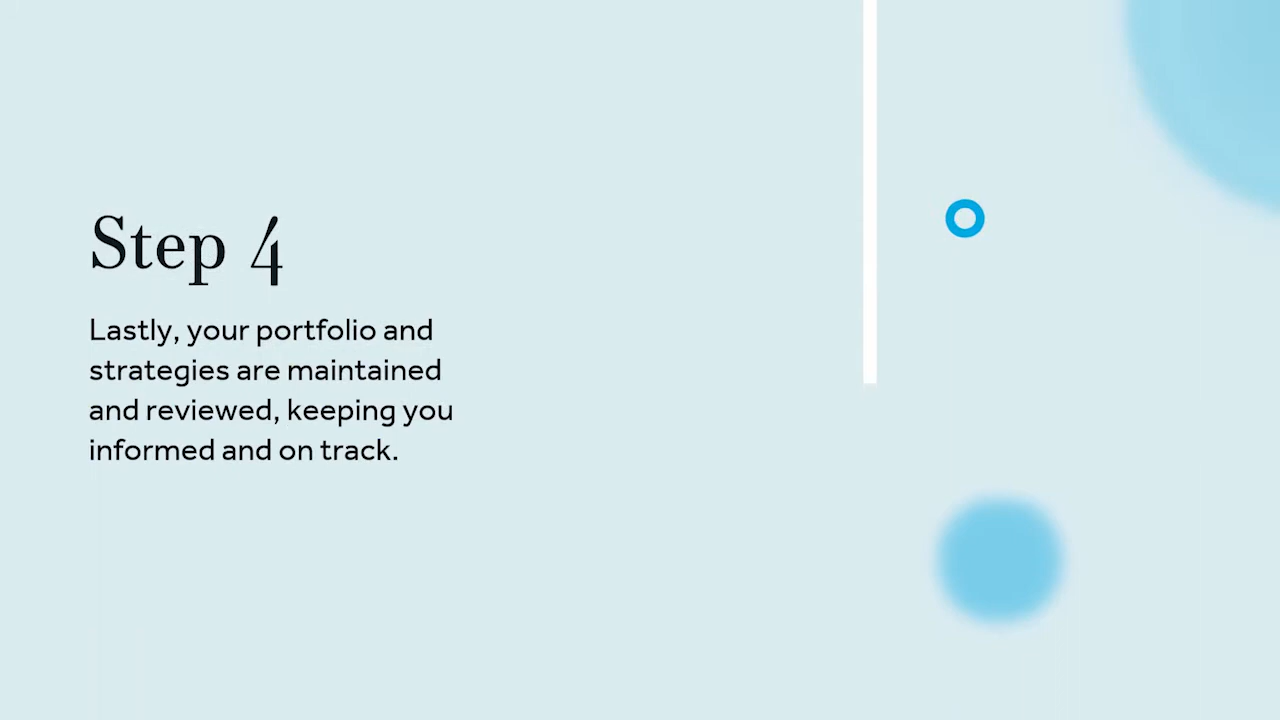 Step 4
Lastly, your portfolio and
strategies are maintained
and reviewed, keeping you
informed and on track.